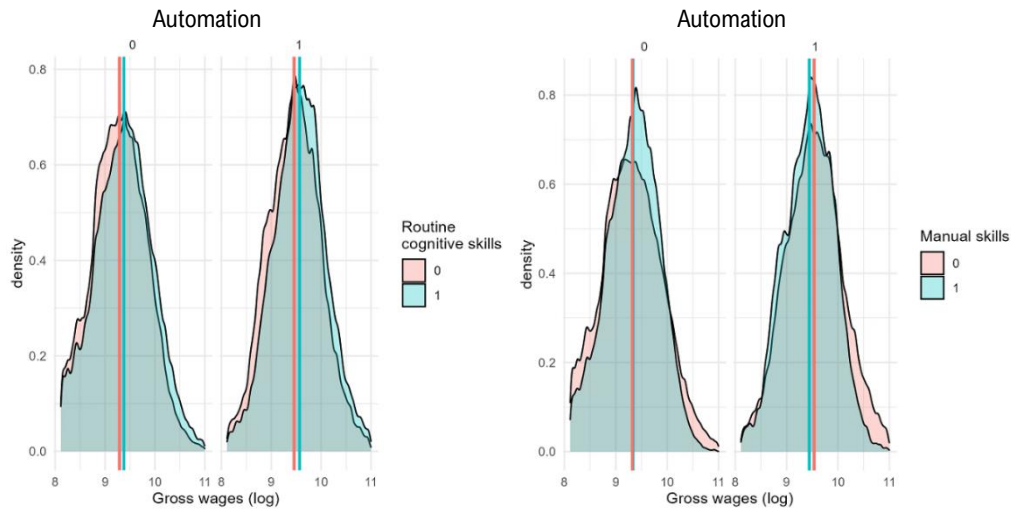 Automation
0 1
0.8
0.6
0.4
0.2
0.0
density
8 9 10 11 8 9 10 11
Gross wages (log)
Routine
cognitive skills
0
1
Automation
0 1
0.8
0.6
0.4
0.2
0.0
density
8 9 10 11 8 9 10 11
Gross wages (log)
Manual skills
0
1